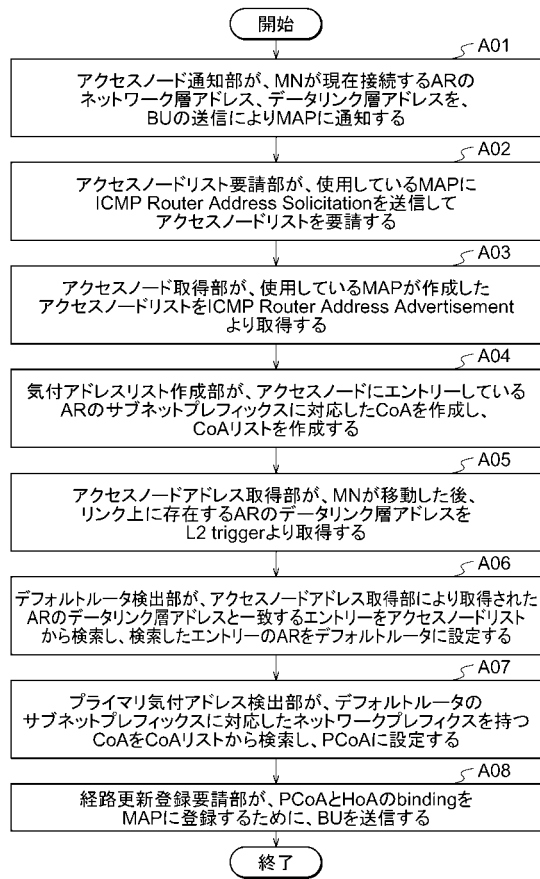 開始
A01
アクセスノード通知部が、MNが現在接続するARの
ネットワーク層アドレス、データリンク層アドレスを、
BUの送信によりMAPに通知する
A02
アクセスノードリスト要請部が、使用しているMAPに
ICMP Router Address Solicitationを送信して
アクセスノードリストを要請する
A03
アクセスノード取得部が、使用しているMAPが作成した
アクセスノードリストをICMP Router Address Advertisement
より取得する
A04
気付アドレスリスト作成部が、アクセスノードにエントリーしている
ARのサブネットプレフィックスに対応したCoAを作成し、
CoAリストを作成する
A05
アクセスノードアドレス取得部が、MNが移動した後、
リンク上に存在するARのデータリンク層アドレスを
L2 triggerより取得する
A06
デフォルトルータ検出部が、アクセスノードアドレス取得部により取得された
ARのデータリンク層アドレスと一致するエントリーをアクセスノードリスト
から検索し、検索したエントリーのARをデフォルトルータに設定する
A07
プライマリ気付アドレス検出部が、デフォルトルータの
サブネットプレフィックスに対応したネットワークプレフィクスを持つ
CoAをCoAリストから検索し、PCoAに設定する
A08
経路更新登録要請部が、PCoAとHoAのbindingを
MAPに登録するために、BUを送信する
終了